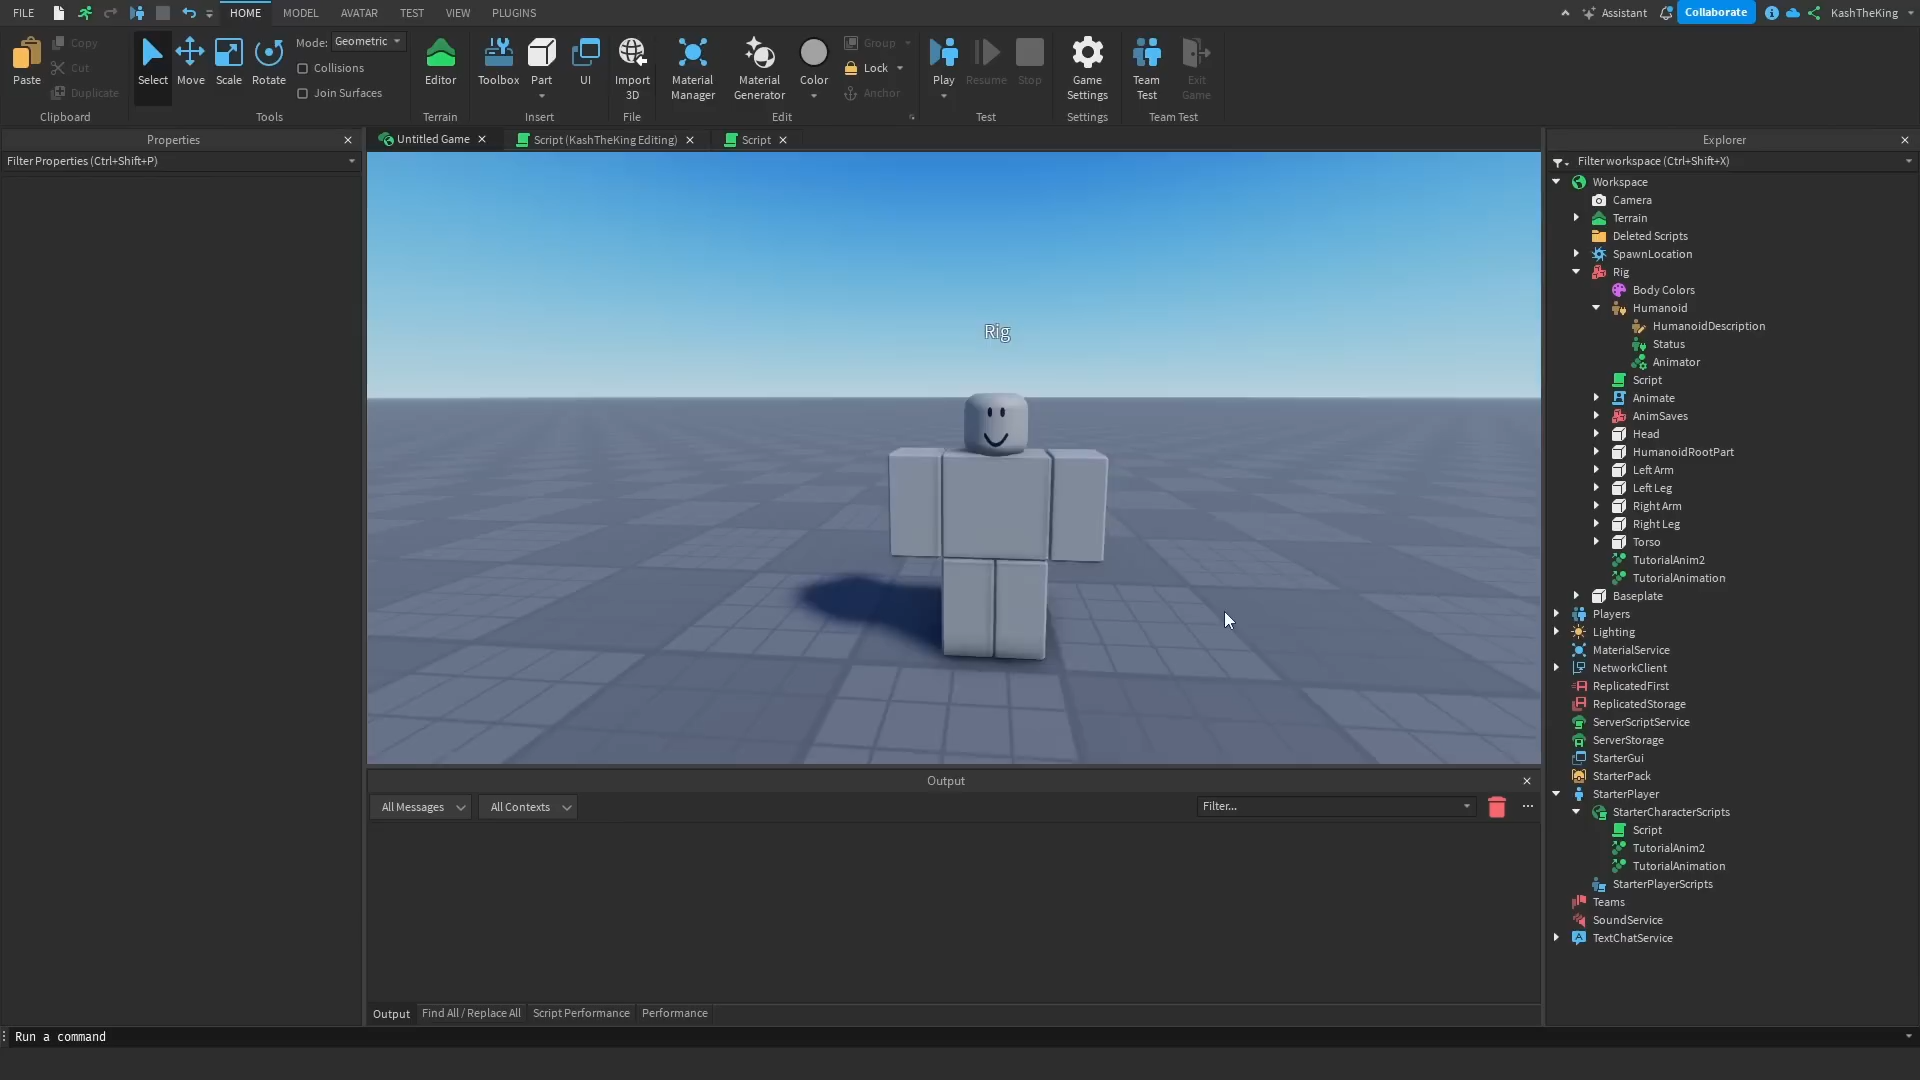 FILE
HOME
MODEL
AVATAR
TEST
VIEW
PLUGINS
Assistant
Collaborate
KashTheKing
Paste
Copy
Cut
Duplicate
Clipboard
Select
Move
Scale
Rotate
Mode: Geometric
Collisions
Join Surfaces
Tools
Editor
Terrain
Toolbox
Part
UI
Insert
Import 3D
File
Material Manager
Material Generator
Color
Group
Lock
Anchor
Edit
Play
Resume
Stop
Test
Game Settings
Settings
Team Test
Exit Game
Team Test
Properties
Filter Properties (Ctrl+Shift+P)
Untitled Game
Script (KashTheKing Editing)
Script
Rig
Output
All Messages
All Contexts
Filter...
Output
Find All / Replace All
Script Performance
Performance
Run a command
Explorer
Filter workspace (Ctrl+Shift+X)
Workspace
Camera
Terrain
Deleted Scripts
SpawnLocation
Rig
Body Colors
Humanoid
HumanoidDescription
Status
Animator
Script
Animate
AnimSaves
Head
HumanoidRootPart
Left Arm
Left Leg
Right Arm
Right Leg
Torso
TutorialAnim2
TutorialAnimation
Baseplate
Players
Lighting
MaterialService
NetworkClient
ReplicatedFirst
ReplicatedStorage
ServerScriptService
ServerStorage
StarterGui
StarterPack
StarterPlayer
StarterCharacterScripts
Script
TutorialAnim2
TutorialAnimation
StarterPlayerScripts
Teams
SoundService
TextChatService